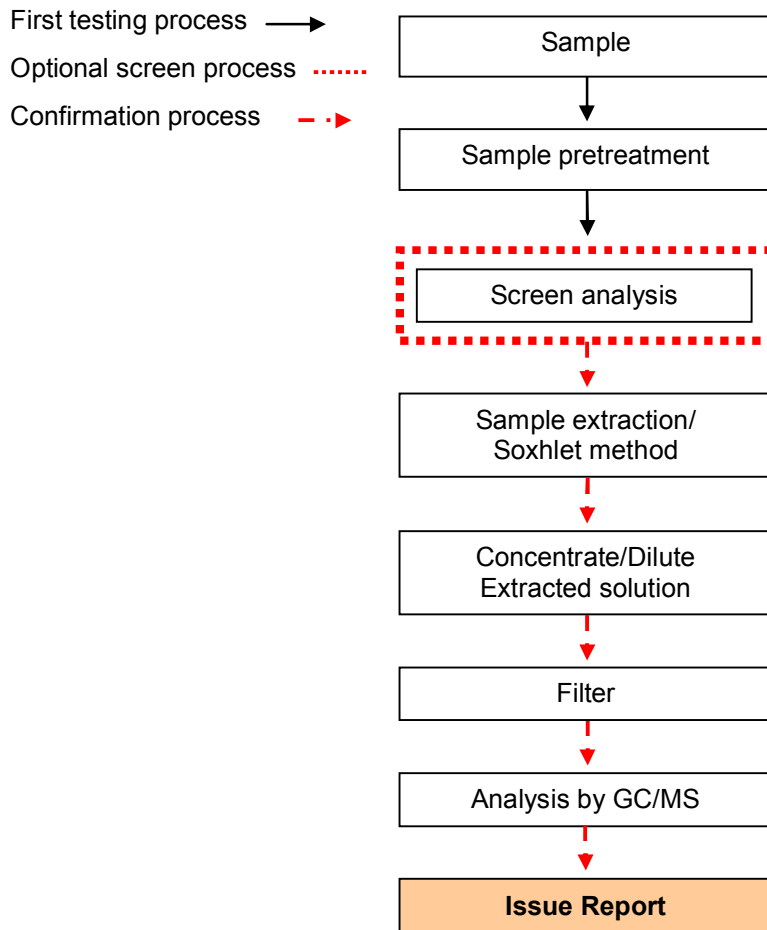 First testing process
Optional screen process
Confirmation process
Sample
Sample pretreatment
Screen analysis
Sample extraction/
Soxhlet method
Concentrate/Dilute
Extracted solution
Filter
Analysis by GC/MS
Issue Report